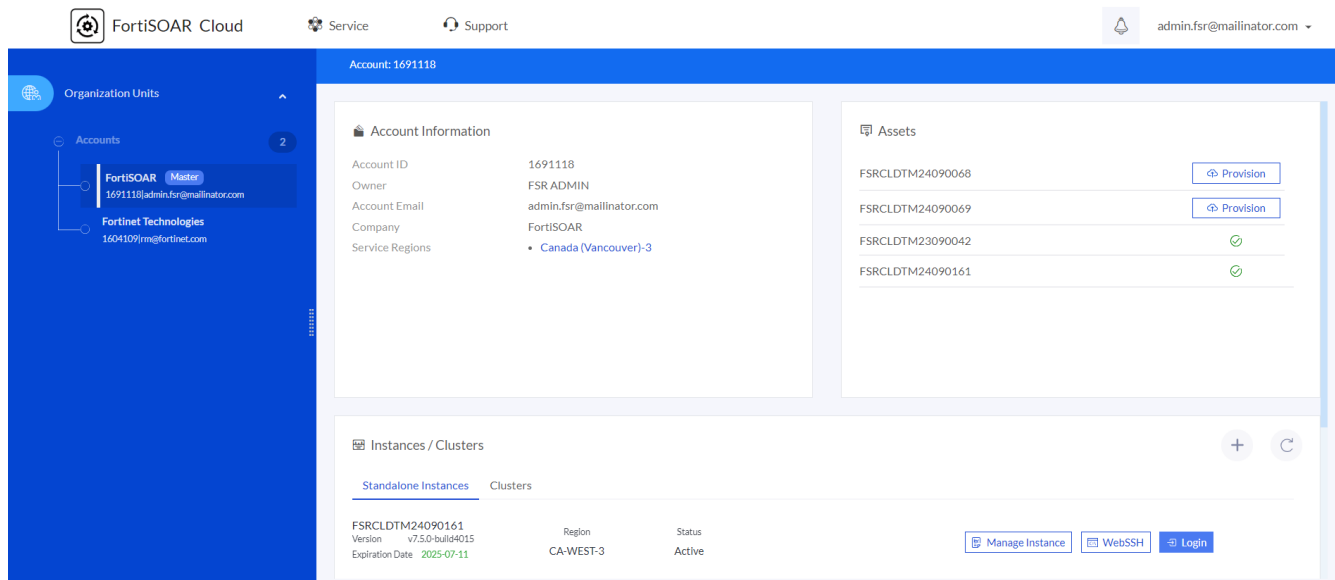 FortiSOAR Cloud
Service
Support
admin.fsr@mailinator.com
Account: 1691118
Organization Units
Accounts
2
FortiSOAR Master
1691118|admin.fsr@mailinator.com
Fortinet Technologies
1604109|rm@fortinet.com
Account Information
Account ID 1691118
Owner FSR ADMIN
Account Email admin.fsr@mailinator.com
Company FortiSOAR
Service Regions • Canada (Vancouver)-3
Assets
FSRCLDTM24090068 Provision
FSRCLDTM24090069 Provision
FSRCLDTM23090042
FSRCLDTM24090161
Instances / Clusters
Standalone Instances Clusters
FSRCLDTM24090161
Version v7.5.0-build4015
Expiration Date 2025-07-11
Region
CA-WEST-3
Status
Active
Manage Instance
WebSSH
Login